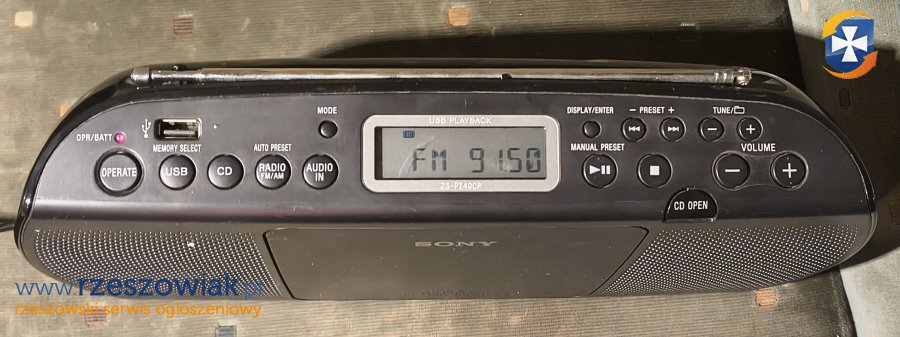 MODE
DISPLAY/ENTER
− PRESET +
TUNE/
USB PLAYBACK
OPR/BATT
MEMORY SELECT
AUTO PRESET
FM 91.50
MANUAL PRESET
VOLUME
OPERATE
USB
CD
RADIO
FM/AM
AUDIO
IN
ZS-PE40CP
CD OPEN
SONY
www.rzeszowiak.pl
rzeszowski serwis ogłoszeniowy